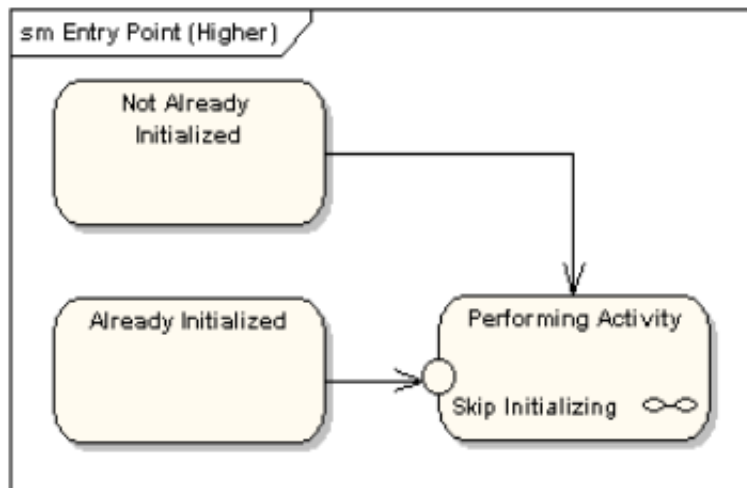 sm Entry Point (Higher)
Not Already
Initialized
Already Initialized
Performing Activity
Skip Initializing